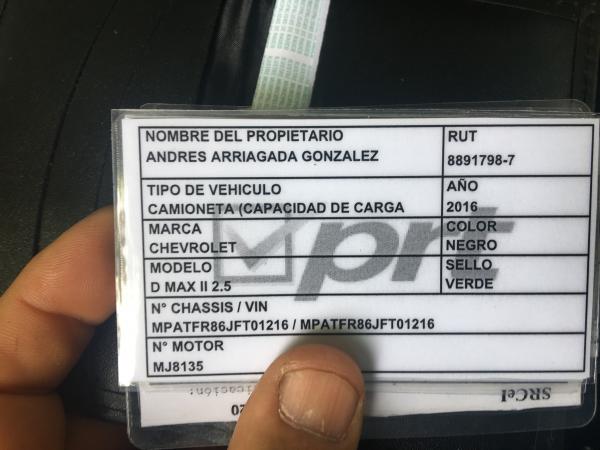 NOMBRE DEL PROPIETARIO
ANDRES ARRIAGADA GONZALEZ
RUT
8891798-7
TIPO DE VEHICULO
CAMIONETA (CAPACIDAD DE CARGA
AÑO
2016
MARCA
CHEVROLET
COLOR
NEGRO
MODELO
D MAX II 2.5
SELLO
VERDE
prt
N° CHASSIS / VIN
MPATFR86JFT01216 / MPATFR86JFT01216
N° MOTOR
MJ8135
SRCeI